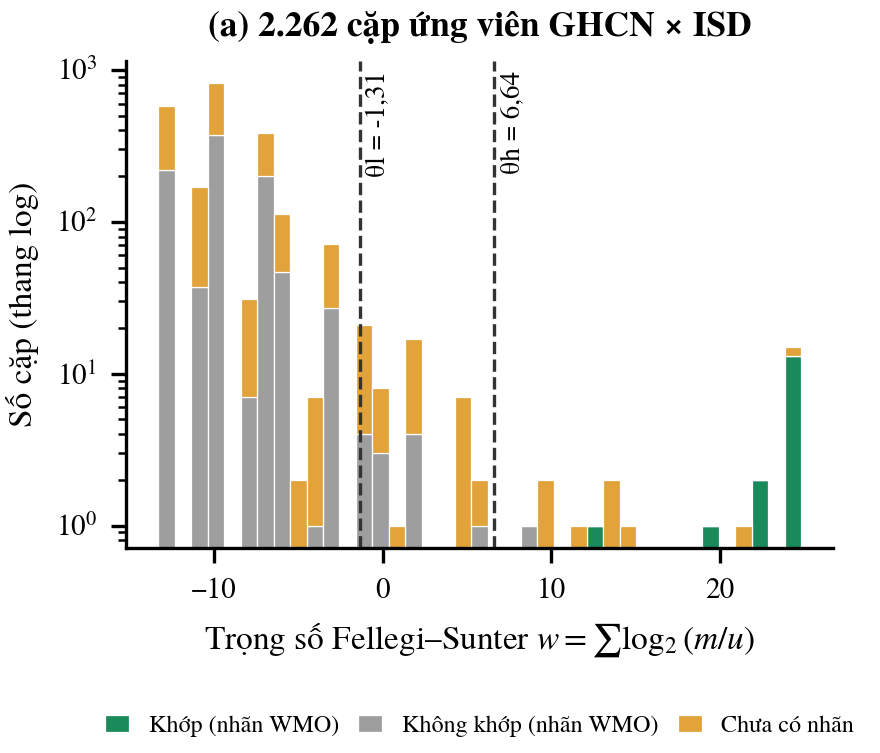 (a) 2.262 cặp ứng viên GHCN × ISD
Số cặp (thang log)
10³
10²
10¹
10⁰
θl = -1,31
θh = 6,64
−10
0
10
20
Trọng số Fellegi–Sunter w = ∑log₂ (m/u)
Khớp (nhãn WMO)
Không khớp (nhãn WMO)
Chưa có nhãn